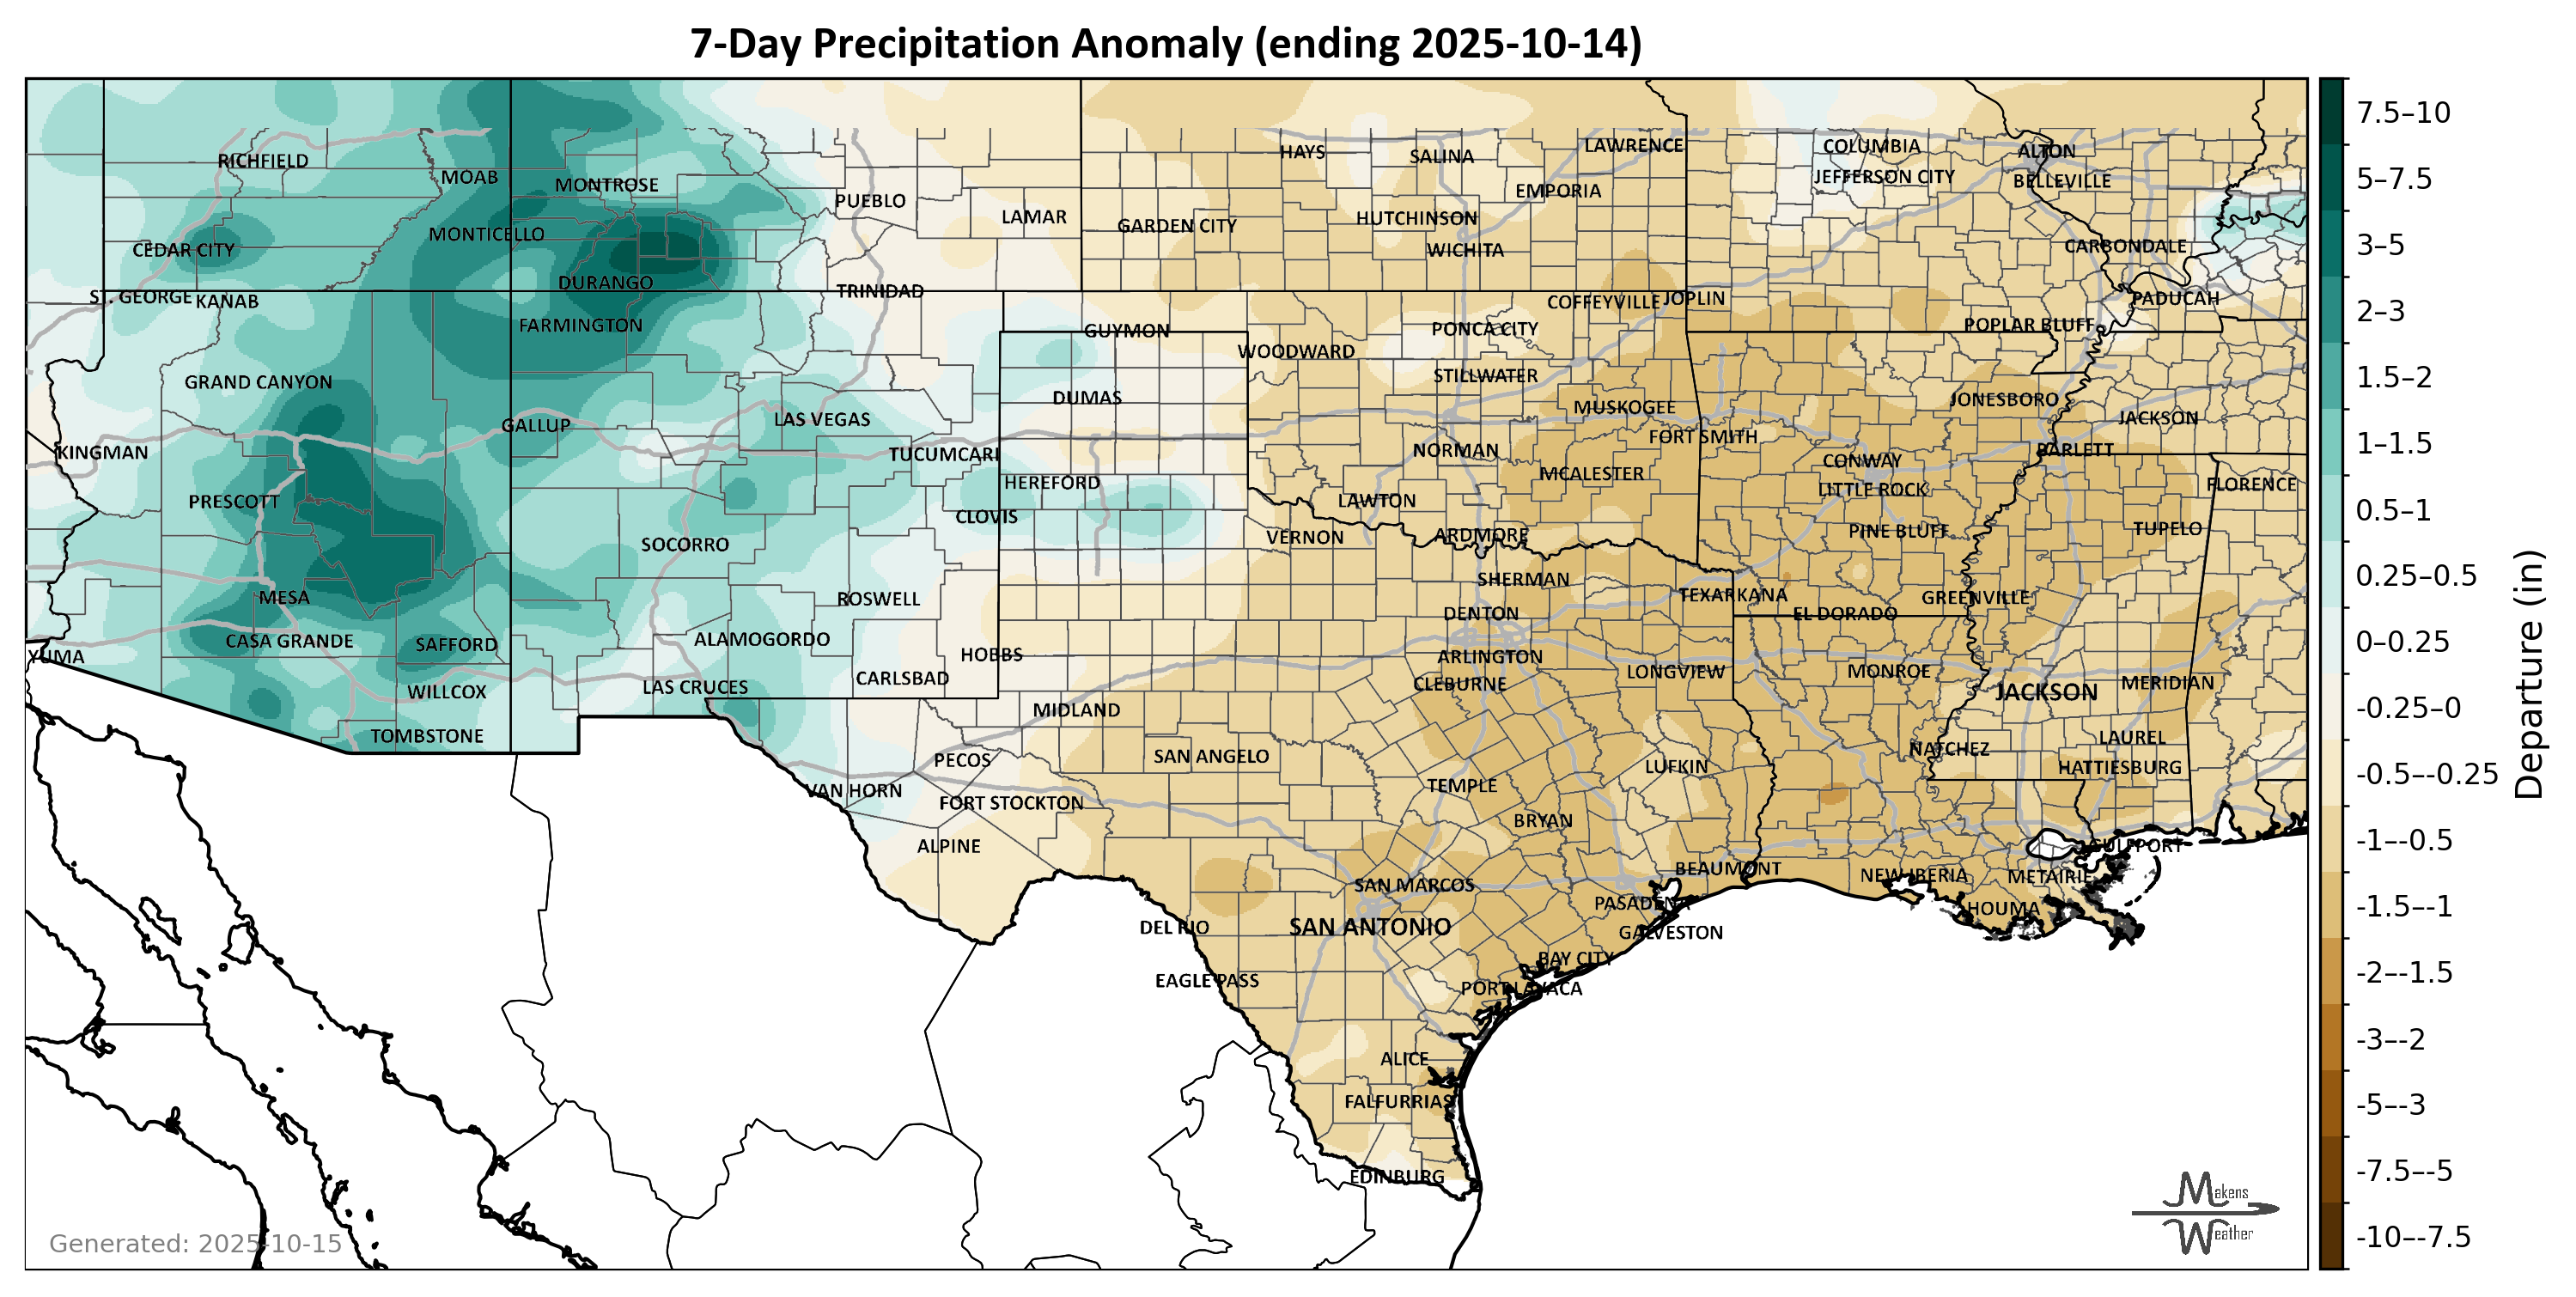 7-Day Precipitation Anomaly (ending 2025-10-14)
RICHFIELD
MOAB
MONTROSE
PUEBLO
LAMAR
HAYS
SALINA
LAWRENCE
COLUMBIA
ALTON
EMPORIA
JEFFERSON CITY
BELLEVILLE
CEDAR CITY
MONTICELLO
GARDEN CITY
HUTCHINSON
WICHITA
CARBONDALE
DURANGO
ST. GEORGE
KANAB
TRINIDAD
COFFEYVILLE
JOPLIN
PADUCAH
FARMINGTON
GUYMON
PONCA CITY
POPLAR BLUFF
WOODWARD
GRAND CANYON
STILLWATER
DUMAS
MUSKOGEE
JONESBORO
JACKSON
GALLUP
LAS VEGAS
FORT SMITH
KINGMAN
TUCUMCARI
NORMAN
BARLETT
CONWAY
PRESCOTT
HEREFORD
MCALESTER
LITTLE ROCK
FLORENCE
LAWTON
CLOVIS
SOCORRO
VERNON
ARDMORE
PINE BLUFF
TUPELO
SHERMAN
MESA
ROSWELL
TEXARKANA
GREENVILLE
CASA GRANDE
SAFFORD
ALAMOGORDO
DENTON
EL DORADO
YUMA
HOBBS
ARLINGTON
LONGVIEW
MONROE
WILLCOX
LAS CRUCES
CARLSBAD
CLEBURNE
JACKSON
MERIDIAN
TOMBSTONE
MIDLAND
NATCHEZ
LAUREL
PECOS
SAN ANGELO
LUFKIN
HATTIESBURG
VAN HORN
FORT STOCKTON
TEMPLE
ALPINE
BRYAN
GULFPORT
SAN MARCOS
BEAUMONT
NEW IBERIA
METAIRIE
DEL RIO
SAN ANTONIO
PASADENA
HOUMA
GALVESTON
EAGLE PASS
BAY CITY
PORT LAVACA
ALICE
FALFURRIAS
EDINBURG
Generated: 2025-10-15
Makens
Weather
7.5–10
5–7.5
3–5
2–3
1.5–2
1–1.5
0.5–1
0.25–0.5
0–0.25
-0.25–0
-0.5–-0.25
-1–-0.5
-1.5–-1
-2–-1.5
-3–-2
-5–-3
-7.5–-5
-10–-7.5
Departure (in)